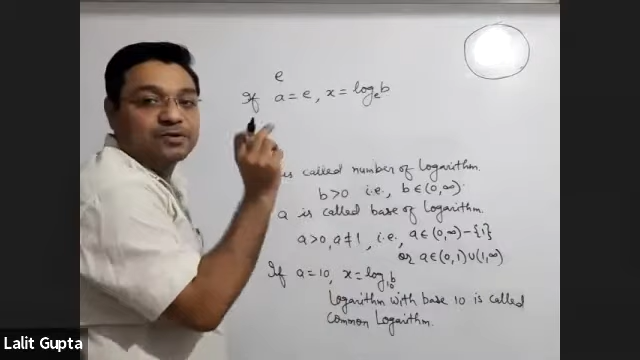 e
If a = e, x = log_e b
is called number of Logarithm.
b>0 i.e., b∈(0,∞)
a is called base of Logarithm.
a>0, a≠1, i.e., a∈(0,∞)-{1}
or a∈(0,1)∪(1,∞)
If a=10, x = log_10 b
Logarithm with base 10 is called
Common Logarithm.
Lalit Gupta